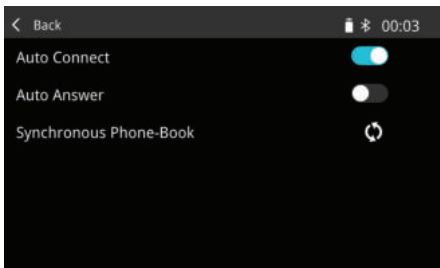 Back 00:03
Auto Connect
Auto Answer
Synchronous Phone-Book